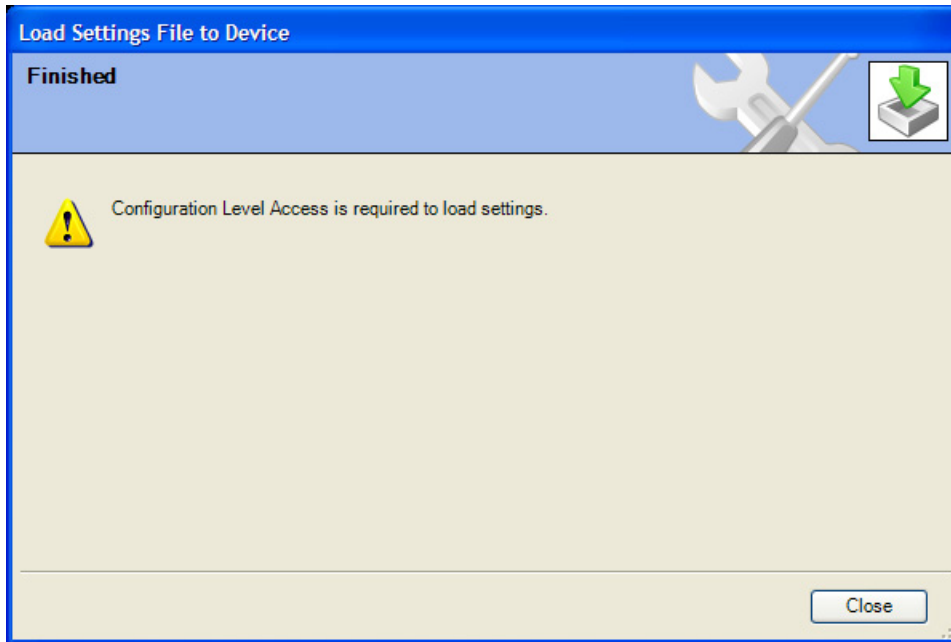 Load Settings File to Device
Finished
Configuration Level Access is required to load settings.
Close